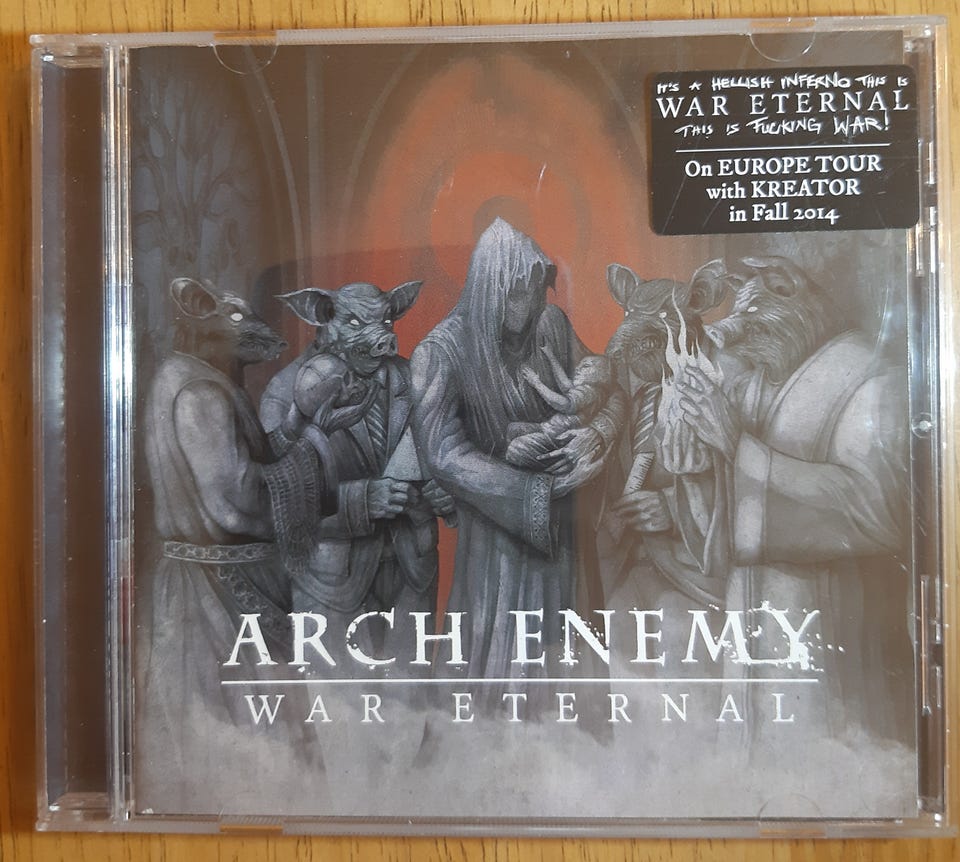 IT'S A HELLISH INFERNO THIS IS
WAR ETERNAL
THIS IS FUCKING WAR!
On EUROPE TOUR
with KREATOR
in Fall 2014
ARCH ENEMY
WAR ETERNAL